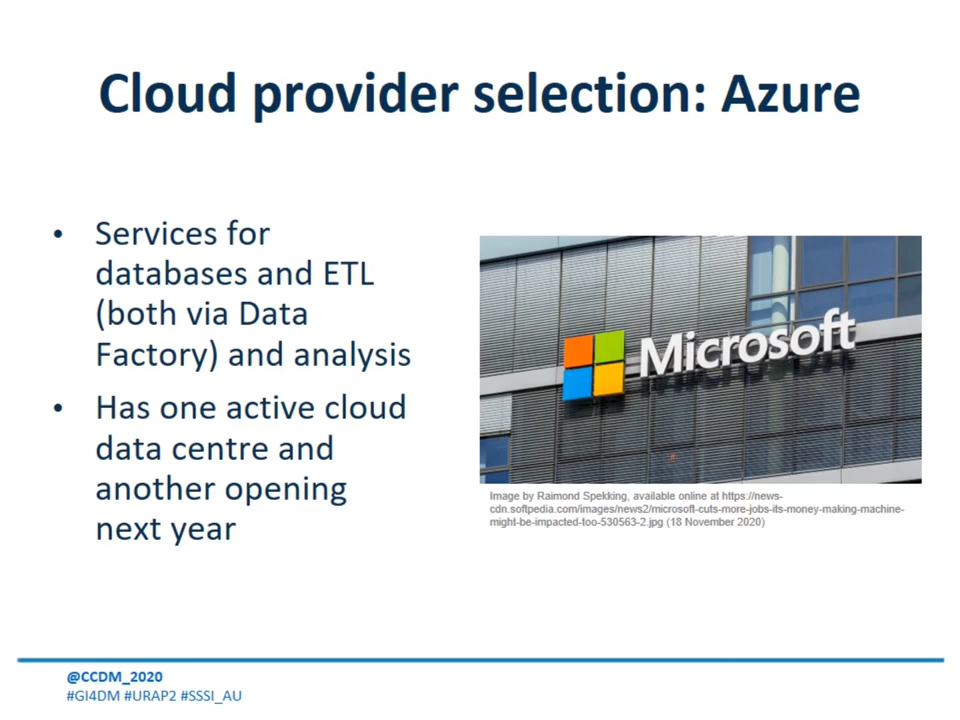 Cloud provider selection: Azure
• Services for
databases and ETL
(both via Data
Factory) and analysis
• Has one active cloud
data centre and
another opening
next year
Microsoft
Image by Raimond Spekking, available online at https://news-
cdn.softpedia.com/images/news2/microsoft-cuts-more-jobs-its-money-making-machine-
might-be-impacted-too-530563-2.jpg (18 November 2020)
@CCDM_2020
#GI4DM #URAP2 #SSSI_AU